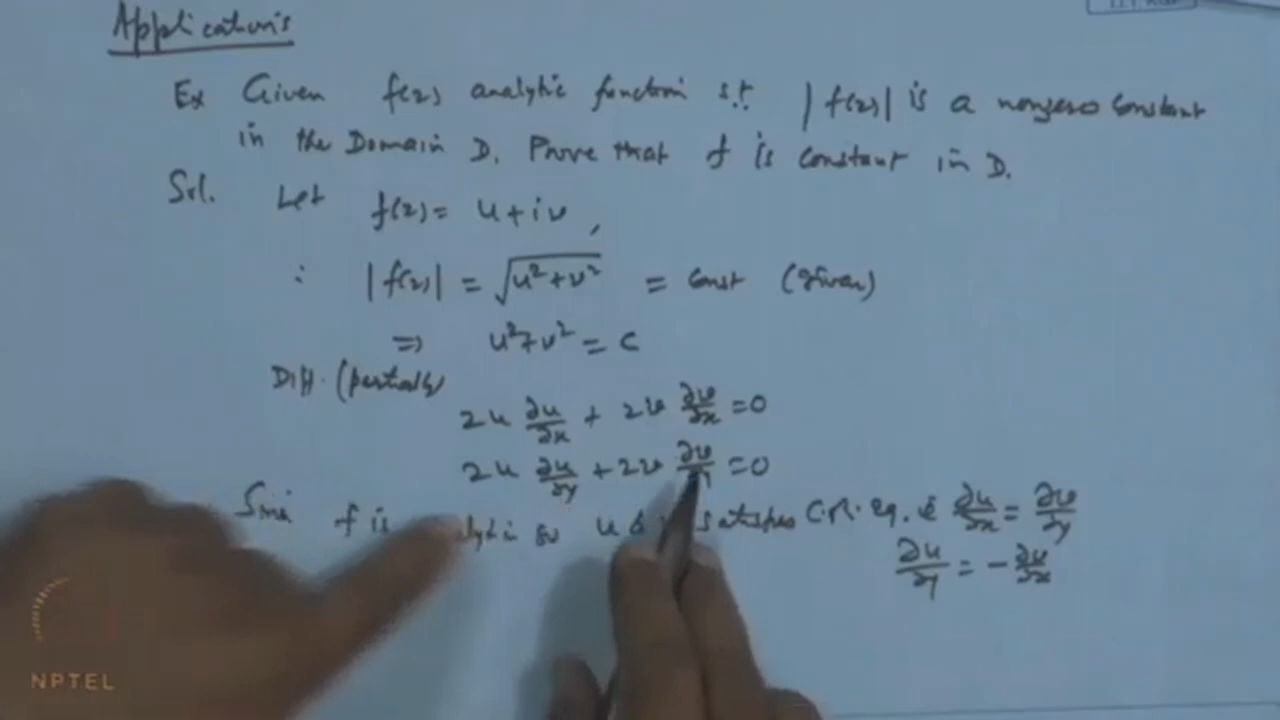 Applications
Ex Given f(z) analytic function s.t. |f(z)| is a nonzero constant
in the Domain D. Prove that f is constant in D.
Sol. Let f(z) = u + iv,
∴ |f(z)| = √(u² + v²) = const (given)
⇒ u² + v² = c
Diff. (partially)
2u ∂u/∂x + 2v ∂v/∂x = 0
2u ∂u/∂y + 2v ∂v/ = 0
Since f is so u & satisfies C.R. eq. ie ∂u/∂x = ∂v/∂y
∂u/∂y = - ∂v/∂x
NPTEL